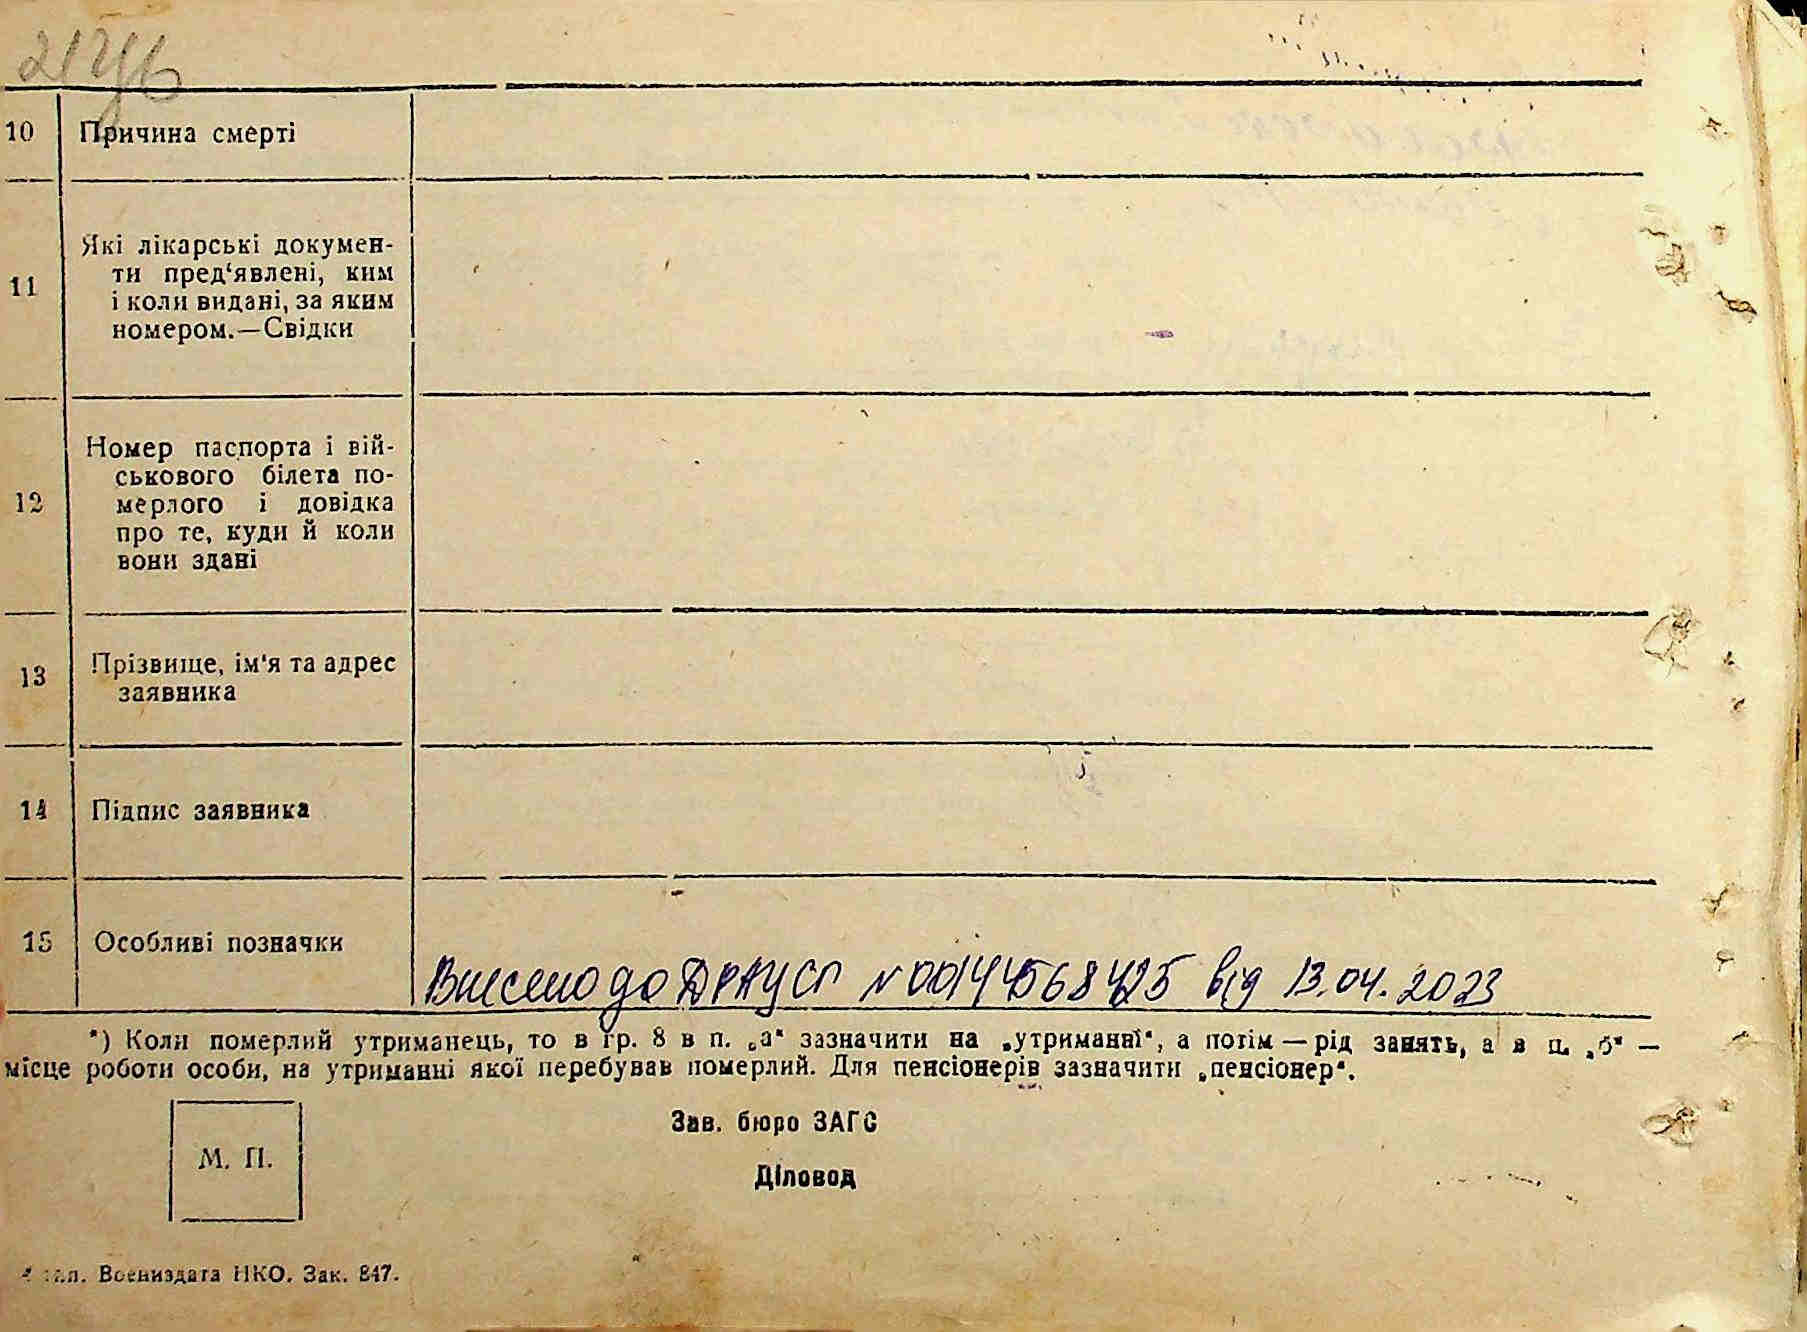 10 Причина смерті
11 Які лікарські докумен-
ти пред‘явлені, ким
і коли видані, за яким
номером.—Свідки
12 Номер паспорта і вій-
ськового білета по-
мерлого і довідка
про те, куди й коли
вони здані
13 Прізвище, ім‘я та адрес
заявника
14 Підпис заявника
15 Особливі позначки
Внесено до ДРАЦСГ №00144568425 від 13.04.2023
*) Коли померлий утриманець, то в гр. 8 в п. „а“ зазначити на „утриманні“, а потім — рід занять, а в п. „б“ —
місце роботи особи, на утриманні якої перебував померлий. Для пенсіонерів зазначити „пенсіонер“.
Зав. бюро ЗАГС
М. П.
Діловод
тип. Воениздата НКО. Зак. 847.